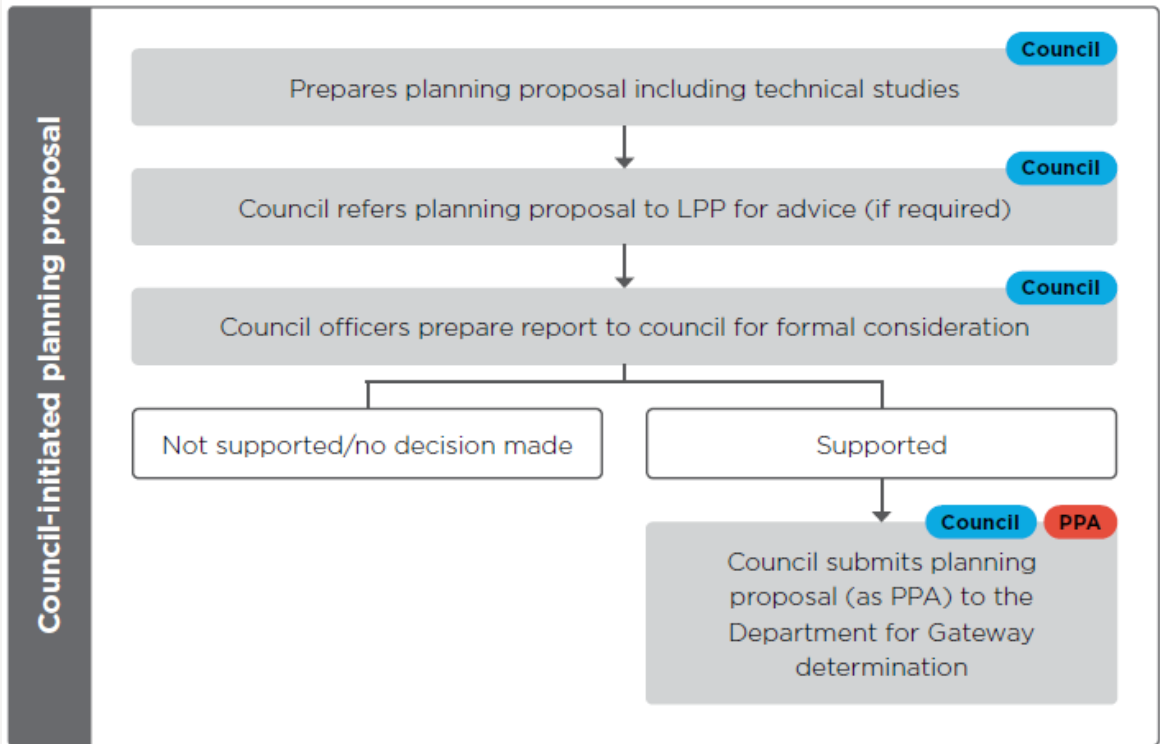 Council-initiated planning proposal
Council
Prepares planning proposal including technical studies
Council
Council refers planning proposal to LPP for advice (if required)
Council
Council officers prepare report to council for formal consideration
Not supported/no decision made
Supported
Council PPA
Council submits planning
proposal (as PPA) to the
Department for Gateway
determination